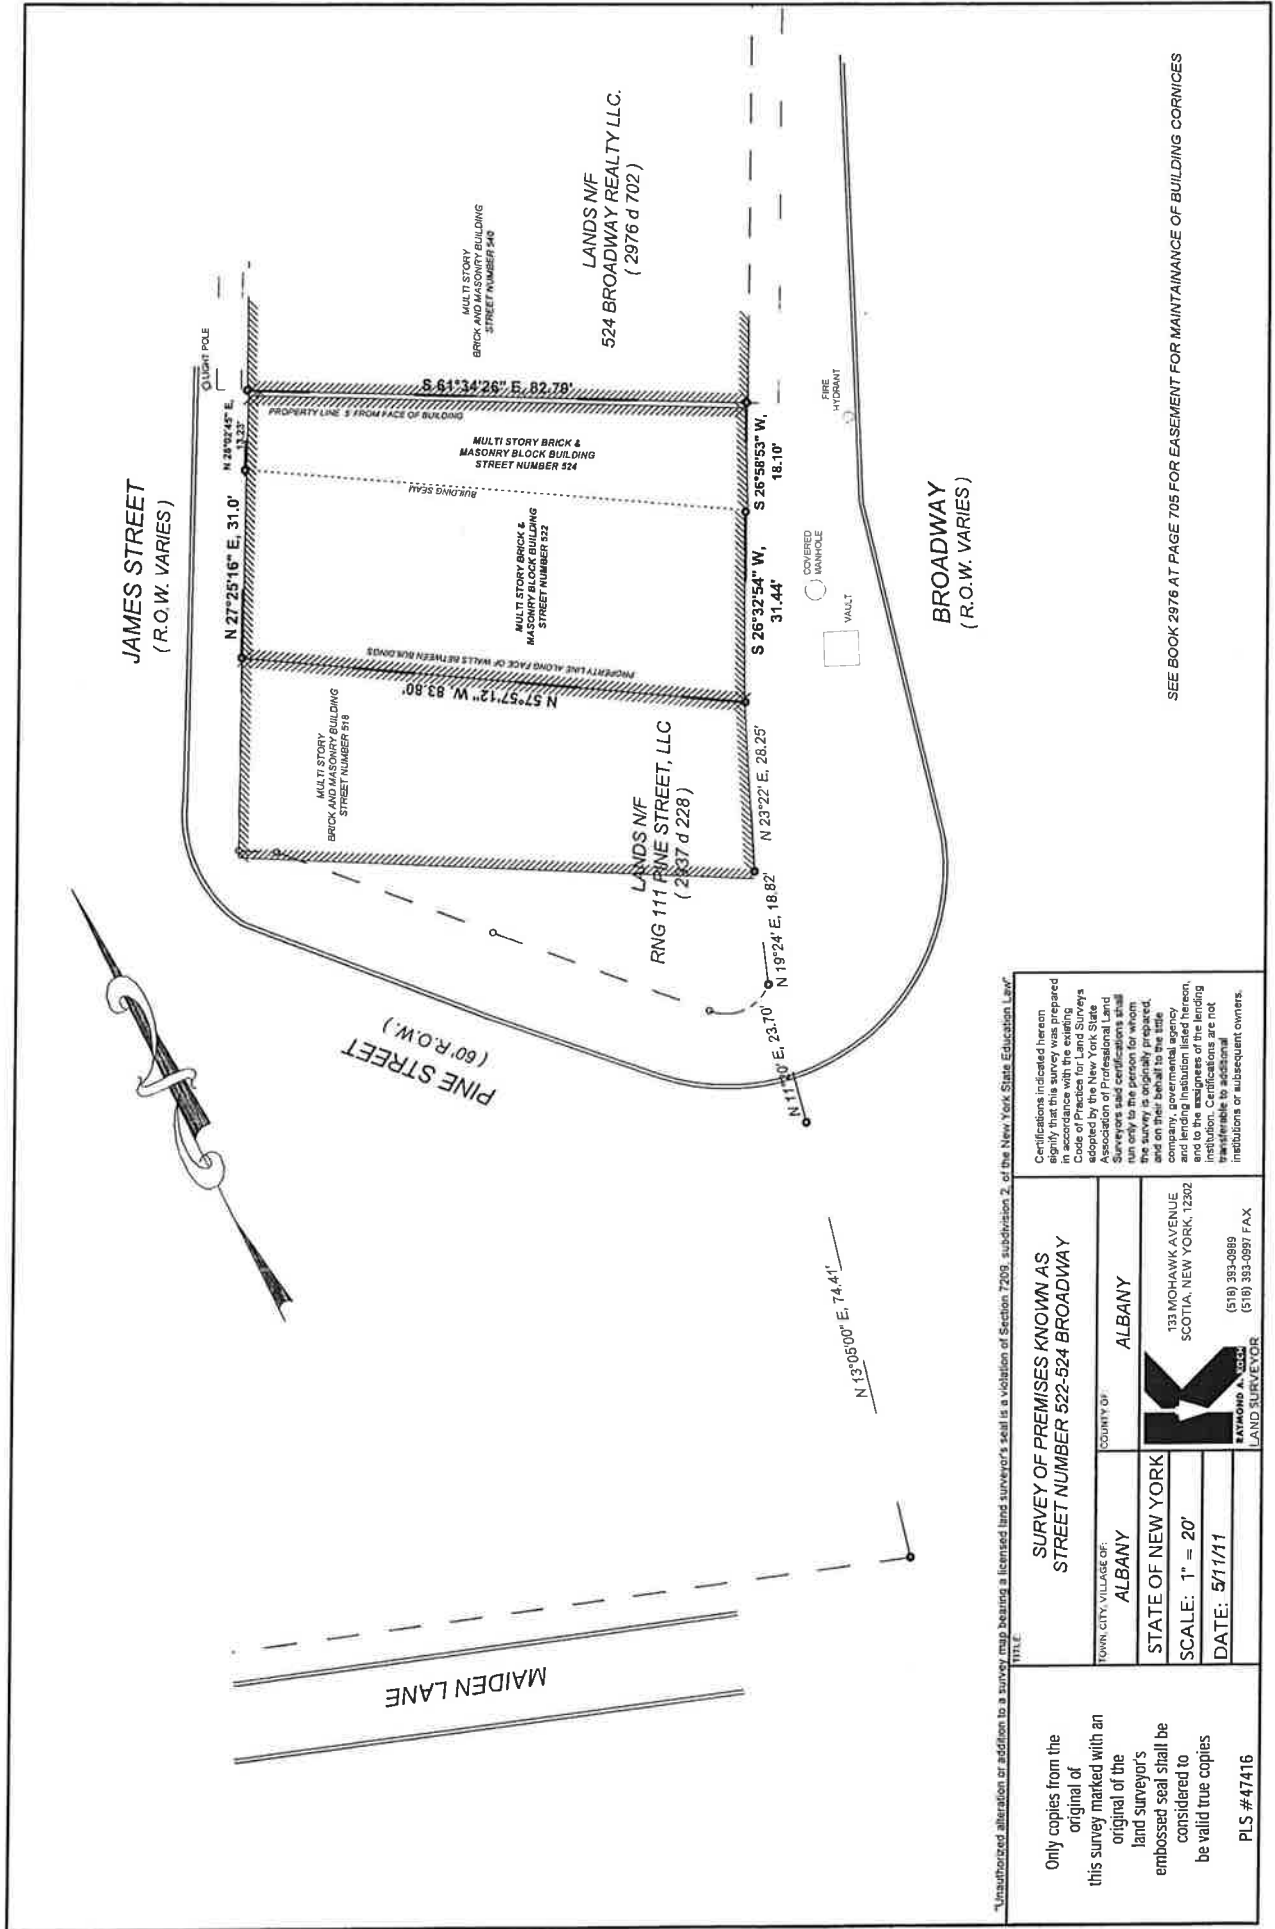 JAMES STREET
( R.O.W. VARIES )
LIGHT POLE
N 27°25'16" E, 31.0'
N 28°02'45" E,
13.23'
S 61°34'26" E, 82.79'
PROPERTY LINE 5' FROM FACE OF BUILDING
MULTI STORY
BRICK AND MASONRY BUILDING
STREET NUMBER 540
LANDS N/F
524 BROADWAY REALTY LLC.
( 2976 d 702 )
MULTI STORY BRICK &
MASONRY BLOCK BUILDING
STREET NUMBER 524
BUILDING SEAM
MULTI STORY BRICK &
MASONRY BLOCK BUILDING
STREET NUMBER 522
PROPERTY LINE ALONG FACE OF WALLS BETWEEN BUILDINGS
N 57°57'12" W, 83.80'
MULTI STORY
BRICK AND MASONRY BUILDING
STREET NUMBER 518
LANDS N/F
RNG 111 PINE STREET, LLC
( 2937 d 228 )
S 26°58'53" W,
18.10'
S 26°32'54" W,
31.44'
N 23°22' E, 28.25'
N 19°24' E, 18.82'
N 11°20' E, 23.70'
N 13°05'00" E, 74.41'
FIRE
HYDRANT
COVERED
MANHOLE
VAULT
BROADWAY
( R.O.W. VARIES )
PINE STREET
( 60' R.O.W. )
MAIDEN LANE
SEE BOOK 2976 AT PAGE 705 FOR EASEMENT FOR MAINTAINANCE OF BUILDING CORNICES
"Unauthorized alteration or addition to a survey map bearing a licensed land surveyor's seal is a violation of Section 7209, subdivision 2, of the New York State Education Law"
Only copies from the
original of
this survey marked with an
original of the
land surveyor's
embossed seal shall be
considered to
be valid true copies
PLS #47416
TITLE:
SURVEY OF PREMISES KNOWN AS
STREET NUMBER 522-524 BROADWAY
TOWN, CITY, VILLAGE OF:
ALBANY
COUNTY OF:
ALBANY
STATE OF NEW YORK
SCALE: 1" = 20'
DATE: 5/11/11
133 MOHAWK AVENUE
SCOTIA, NEW YORK, 12302
(518) 393-0989
(518) 393-0997 FAX
RAYMOND A. KOCH
LAND SURVEYOR
Certifications indicated hereon
signify that this survey was prepared
in accordance with the existing
Code of Practice for Land Surveys
adopted by the New York State
Association of Professional Land
Surveyors said certifications shall
run only to the person for whom
the survey is originally prepared,
and on their behalf to the title
company, governmental agency
and lending institution listed hereon,
and to the assignees of the lending
institution. Certifications are not
transferable to additional
institutions or subsequent owners.